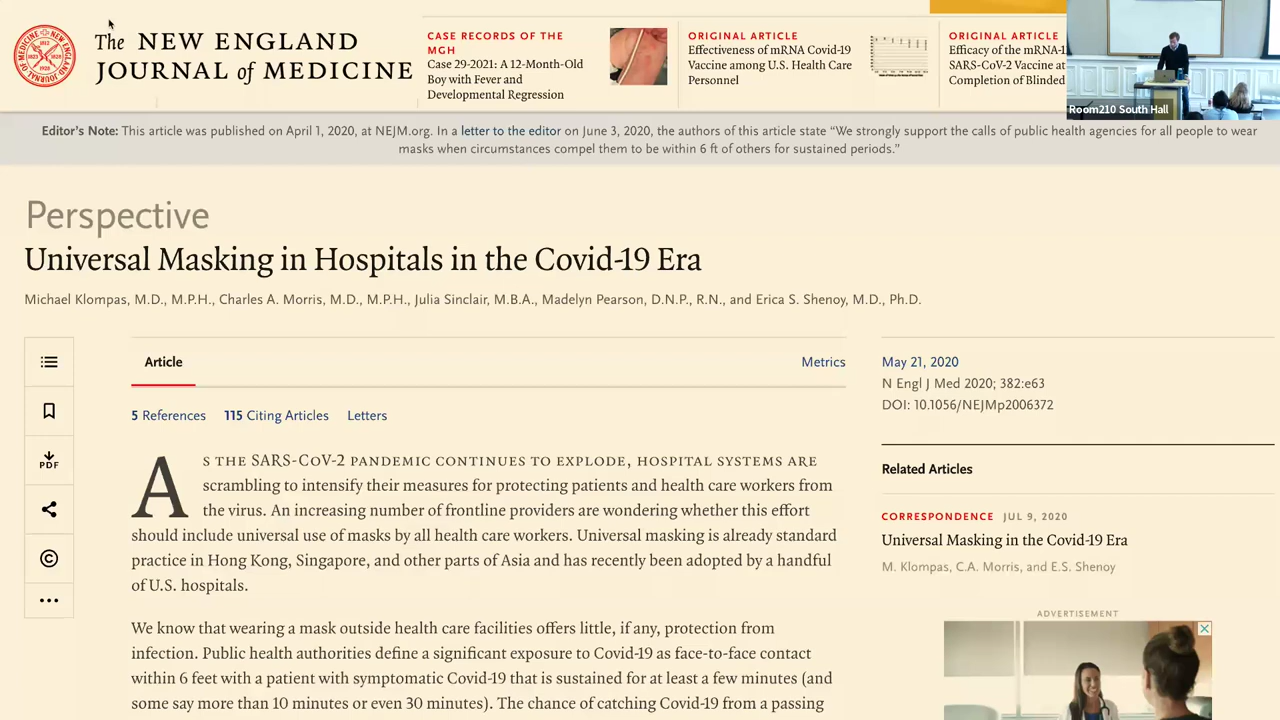 The NEW ENGLAND
JOURNAL of MEDICINE
CASE RECORDS OF THE
MGH
Case 29-2021: A 12-Month-Old
Boy with Fever and
Developmental Regression
ORIGINAL ARTICLE
Effectiveness of mRNA Covid-19
Vaccine among U.S. Health Care
Personnel
ORIGINAL ARTICLE
Efficacy of the mRNA-1
SARS-CoV-2 Vaccine at
Completion of Blinded
Room210 South Hall
Editor's Note: This article was published on April 1, 2020, at NEJM.org. In a letter to the editor on June 3, 2020, the authors of this article state “We strongly support the calls of public health agencies for all people to wear
masks when circumstances compel them to be within 6 ft of others for sustained periods.”
Perspective
Universal Masking in Hospitals in the Covid-19 Era
Michael Klompas, M.D., M.P.H., Charles A. Morris, M.D., M.P.H., Julia Sinclair, M.B.A., Madelyn Pearson, D.N.P., R.N., and Erica S. Shenoy, M.D., Ph.D.
Article
Metrics
5 References 115 Citing Articles Letters
PDF
AS THE SARS-CoV-2 PANDEMIC CONTINUES TO EXPLODE, HOSPITAL SYSTEMS ARE
scrambling to intensify their measures for protecting patients and health care workers from
the virus. An increasing number of frontline providers are wondering whether this effort
should include universal use of masks by all health care workers. Universal masking is already standard
practice in Hong Kong, Singapore, and other parts of Asia and has recently been adopted by a handful
of U.S. hospitals.
We know that wearing a mask outside health care facilities offers little, if any, protection from
infection. Public health authorities define a significant exposure to Covid-19 as face-to-face contact
within 6 feet with a patient with symptomatic Covid-19 that is sustained for at least a few minutes (and
some say more than 10 minutes or even 30 minutes). The chance of catching Covid-19 from a passing
May 21, 2020
N Engl J Med 2020; 382:e63
DOI: 10.1056/NEJMp2006372
Related Articles
CORRESPONDENCE JUL 9, 2020
Universal Masking in the Covid-19 Era
M. Klompas, C.A. Morris, and E.S. Shenoy
ADVERTISEMENT